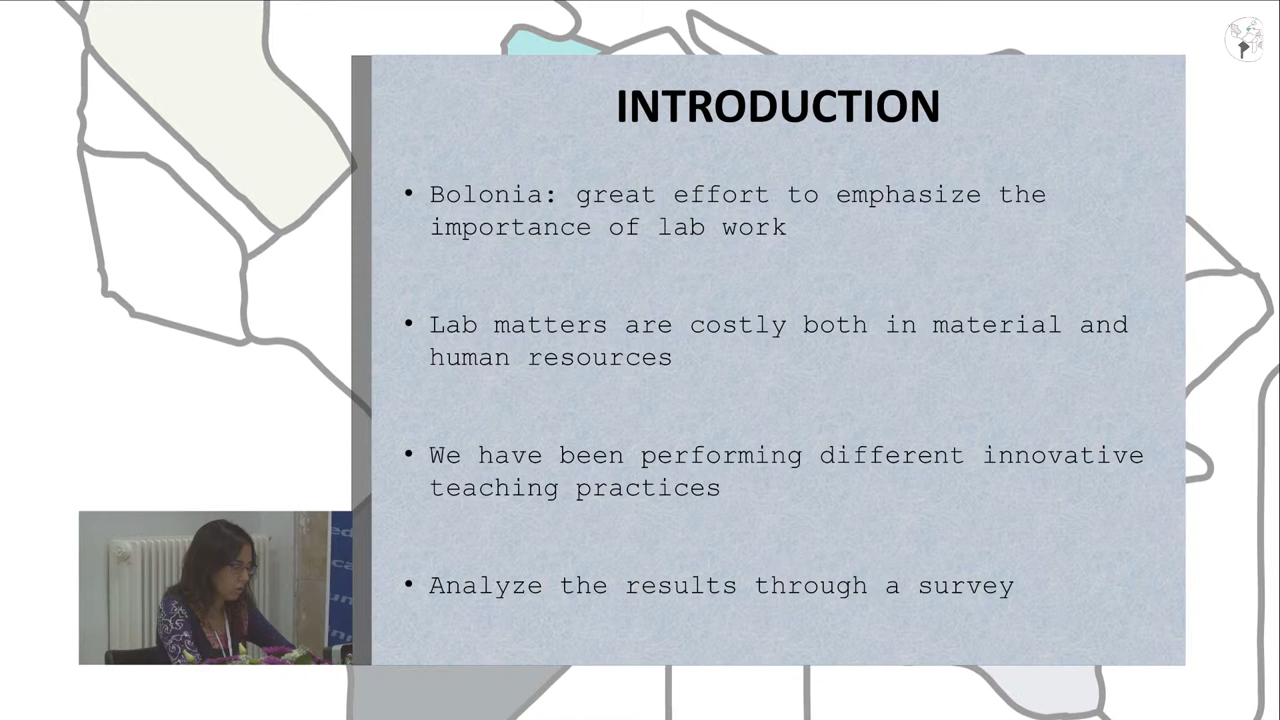 INTRODUCTION
• Bolonia: great effort to emphasize the
importance of lab work
• Lab matters are costly both in material and
human resources
• We have been performing different innovative
teaching practices
• Analyze the results through a survey